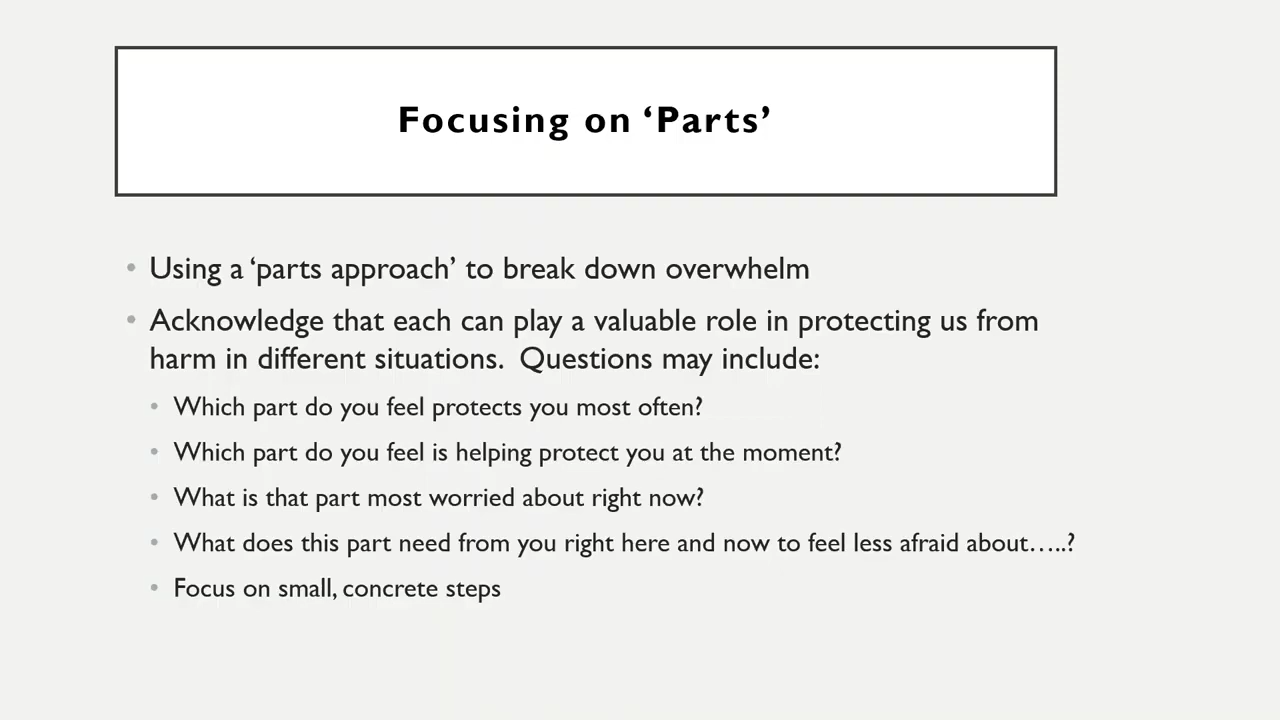 Focusing on ‘Parts’
• Using a ‘parts approach’ to break down overwhelm
• Acknowledge that each can play a valuable role in protecting us from
harm in different situations.  Questions may include:
• Which part do you feel protects you most often?
• Which part do you feel is helping protect you at the moment?
• What is that part most worried about right now?
• What does this part need from you right here and now to feel less afraid about…..?
• Focus on small, concrete steps